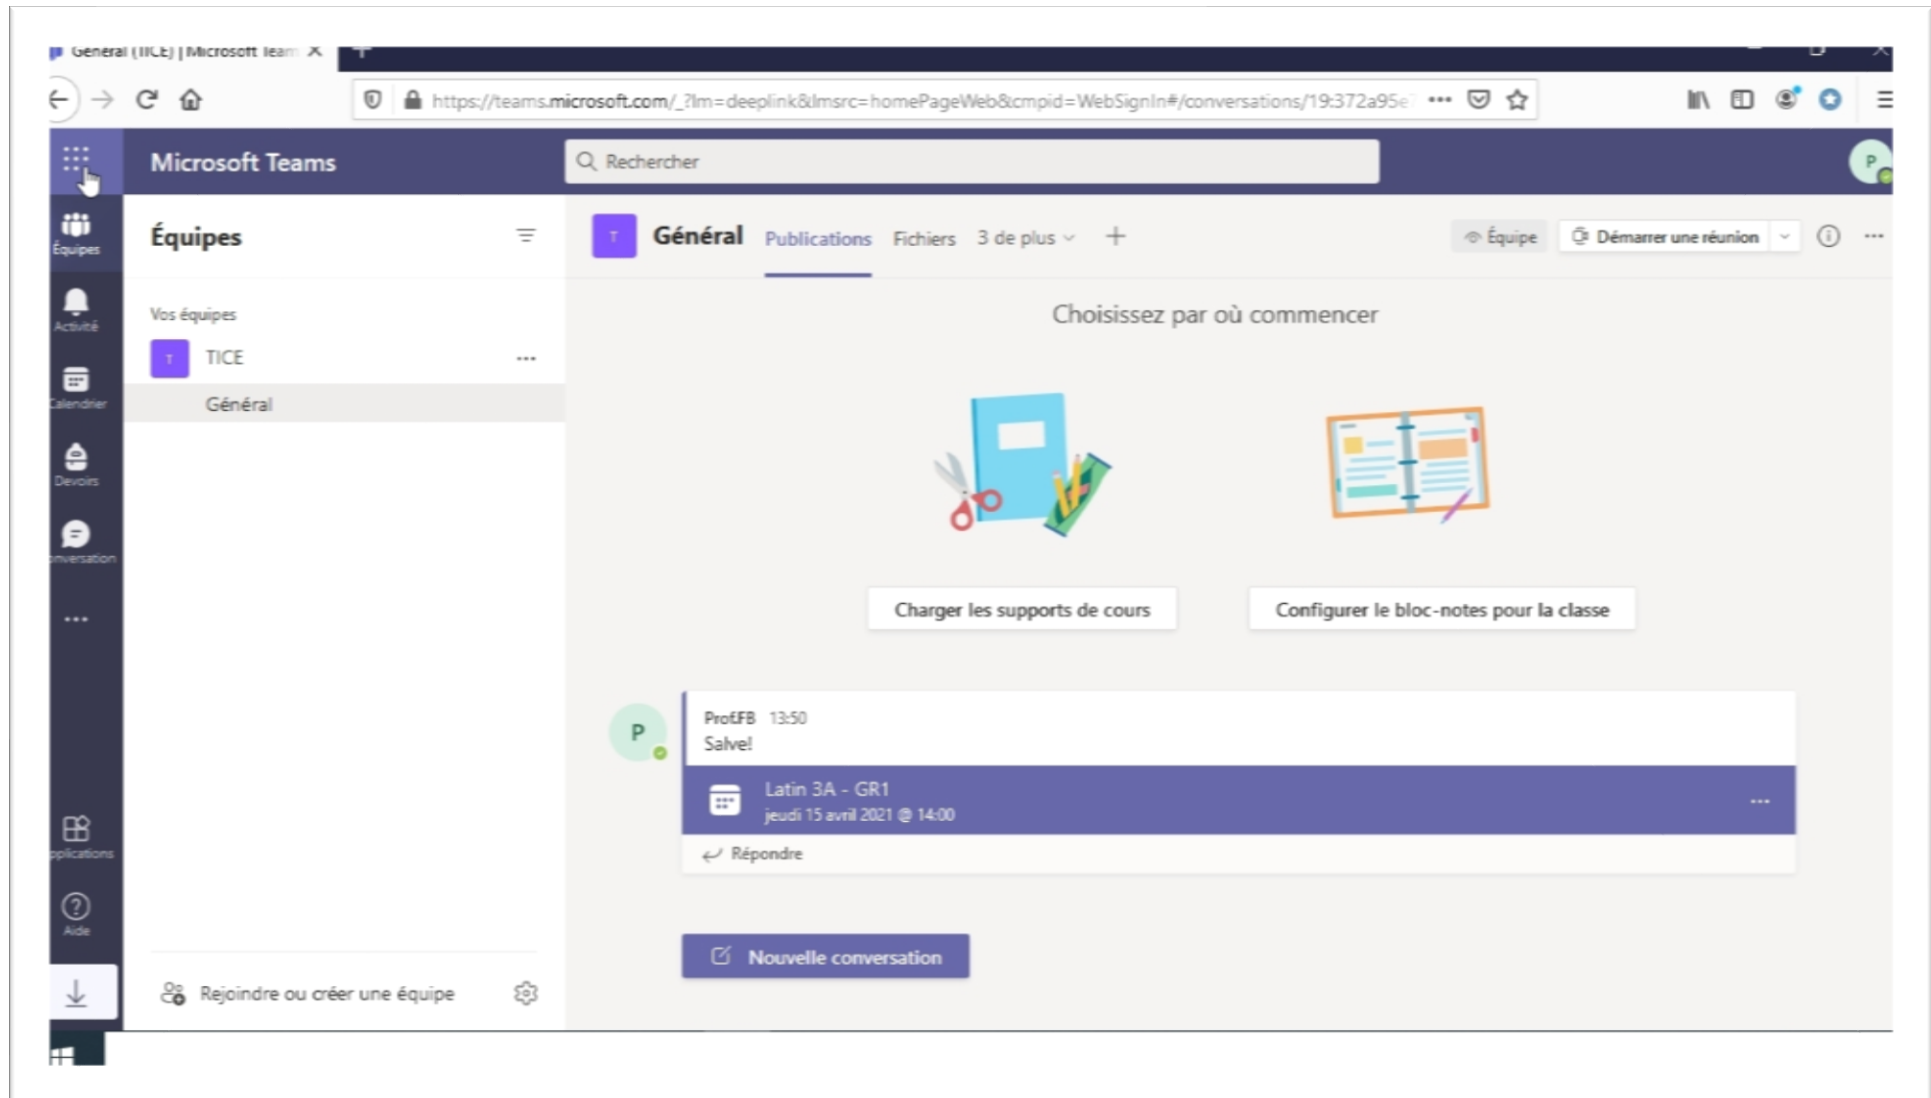 Général (TICE) | Microsoft Team
https://teams.microsoft.com/_?lm=deeplink&lmsrc=homePageWeb&cmpid=WebSignIn#/conversations/19:372a95e
Microsoft Teams
Rechercher
P
Équipes
Activité
Calendrier
Devoirs
onversation
pplications
Aide
Équipes
Vos équipes
T TICE
Général
Rejoindre ou créer une équipe
T Général Publications Fichiers 3 de plus
Équipe Démarrer une réunion
Choisissez par où commencer
Charger les supports de cours
Configurer le bloc-notes pour la classe
P
Prof.FB 13:50
Salve!
Latin 3A - GR1
jeudi 15 avril 2021 @ 14:00
Répondre
Nouvelle conversation